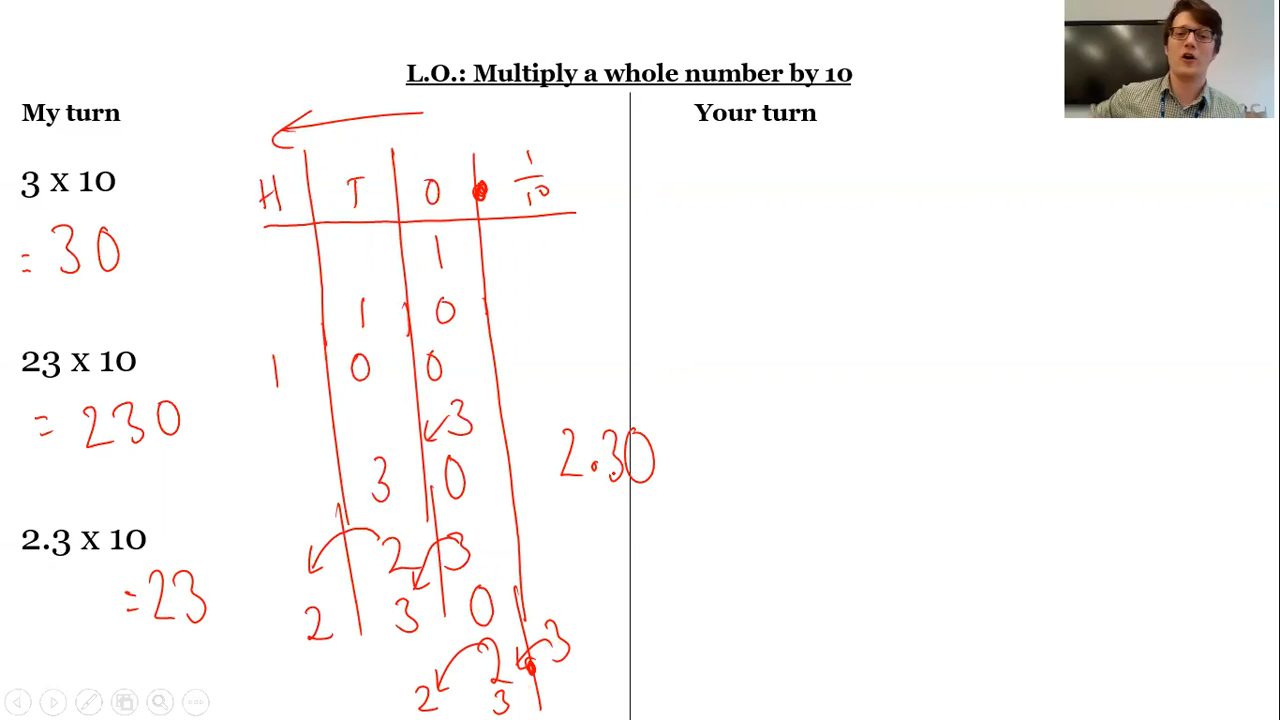 L.O.: Multiply a whole number by 10
My turn
Your turn
3 x 10
= 30
23 x 10
= 230
2.3 x 10
= 23
H T O . 1/10
1
1 0
1 0 0
3
3 0
2 3
2 3 0
2 . 3
2 3
2.30